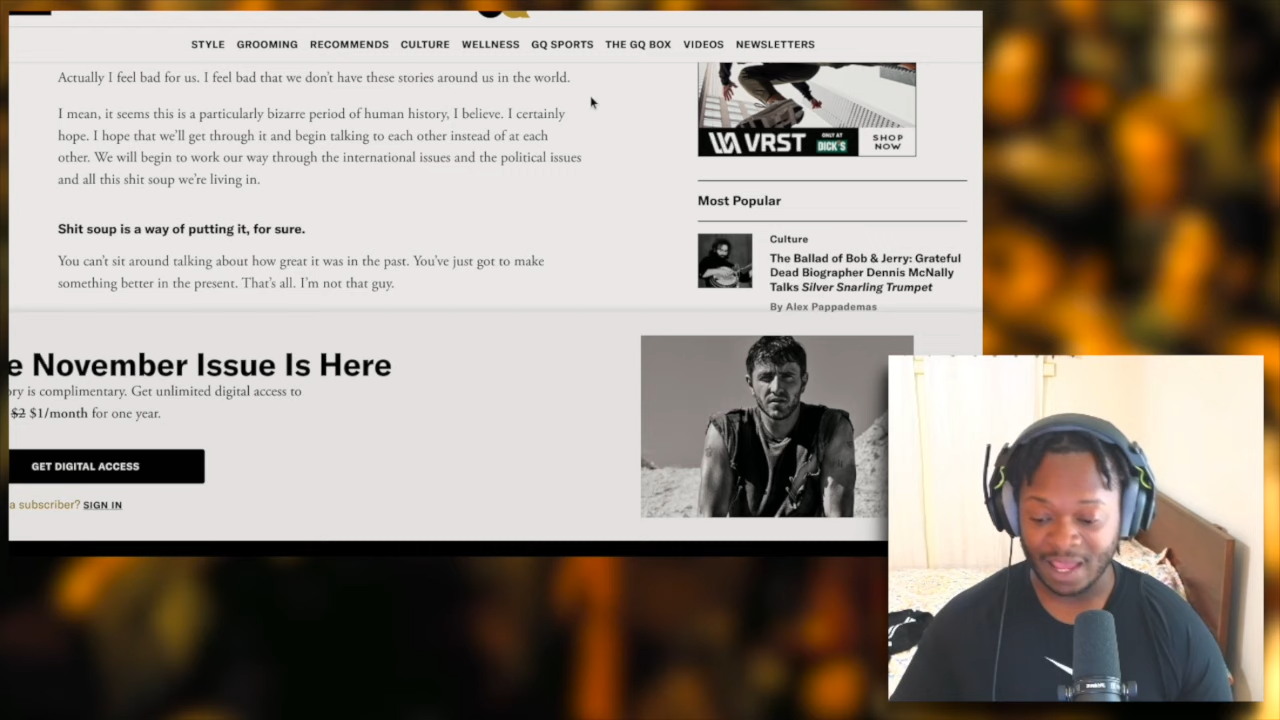 STYLE GROOMING RECOMMENDS CULTURE WELLNESS GQ SPORTS THE GQ BOX VIDEOS NEWSLETTERS
Actually I feel bad for us. I feel bad that we don't have these stories around us in the world.
I mean, it seems this is a particularly bizarre period of human history, I believe. I certainly
hope. I hope that we'll get through it and begin talking to each other instead of at each
other. We will begin to work our way through the international issues and the political issues
and all this shit soup we're living in.
Shit soup is a way of putting it, for sure.
You can't sit around talking about how great it was in the past. You've just got to make
something better in the present. That's all. I'm not that guy.
VRST
ONLY AT
DICK'S
SHOP
NOW
Most Popular
Culture
The Ballad of Bob & Jerry: Grateful
Dead Biographer Dennis McNally
Talks Silver Snarling Trumpet
By Alex Pappademas
e November Issue Is Here
ory is complimentary. Get unlimited digital access to
$2 $1/month for one year.
GET DIGITAL ACCESS
a subscriber? SIGN IN